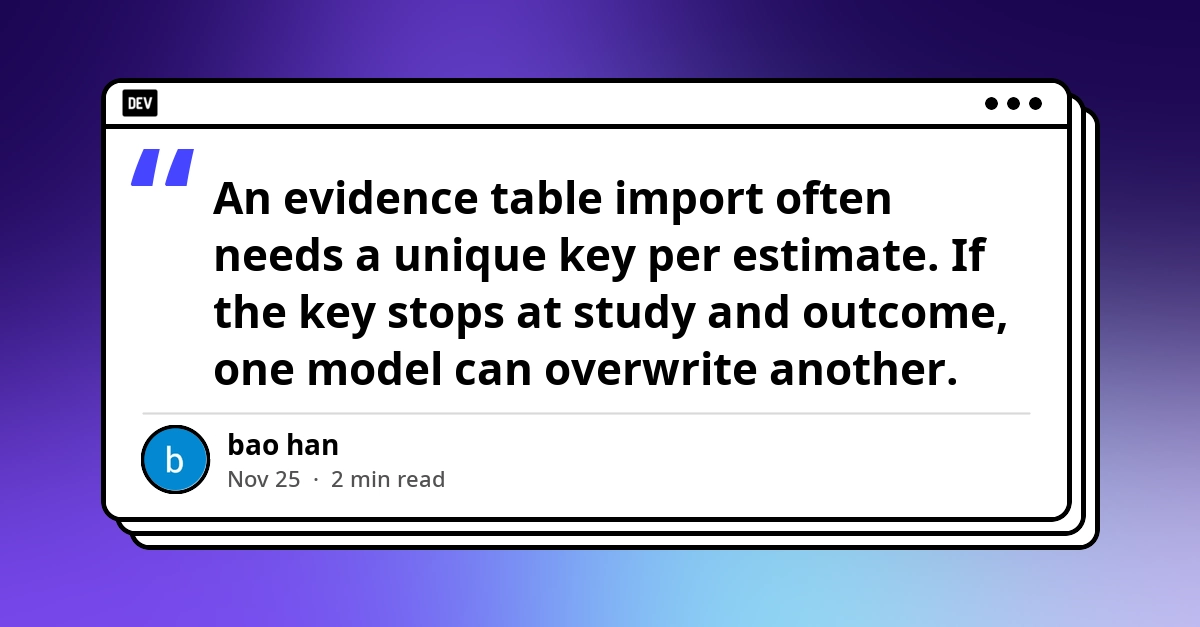 DEV
“ An evidence table import often
needs a unique key per estimate. If
the key stops at study and outcome,
one model can overwrite another.
b
bao han
Nov 25 · 2 min read